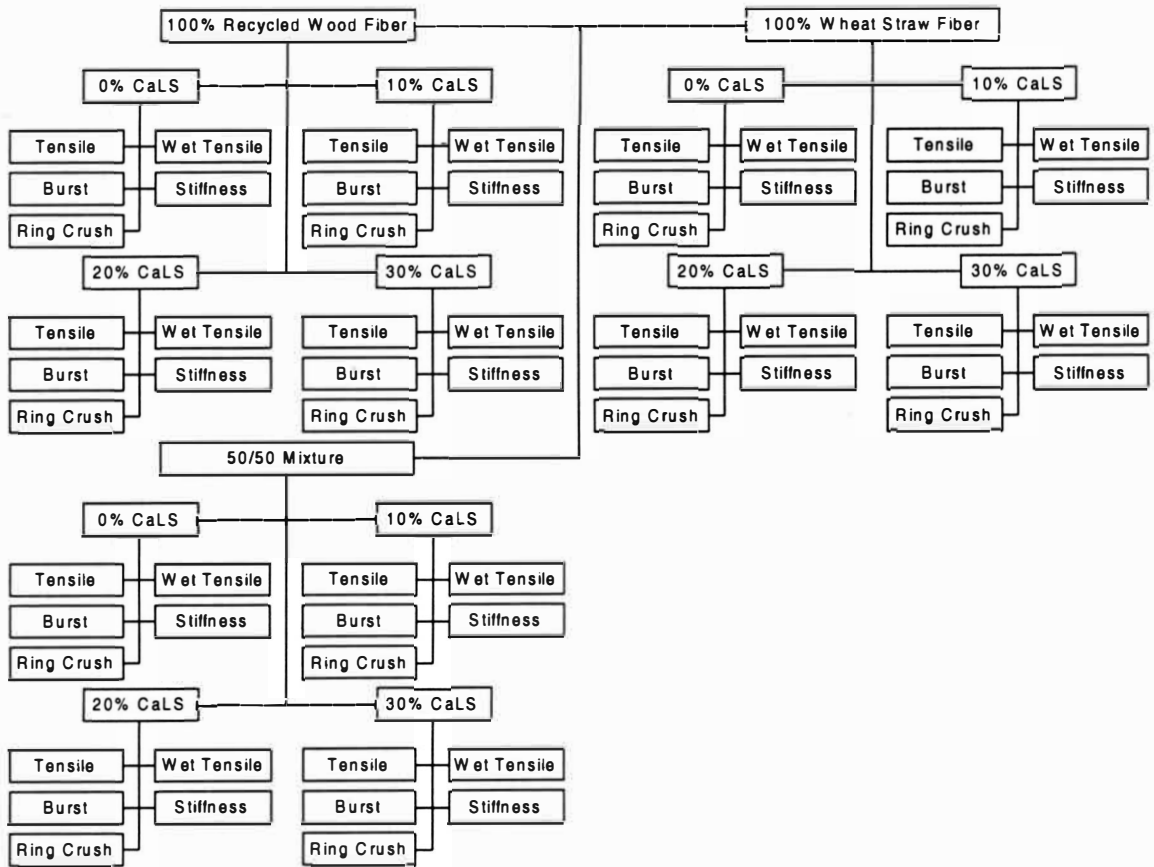 100% Recycled Wood Fiber
100% Wheat Straw Fiber
0% CaLS
10% CaLS
Tensile
Wet Tensile
Burst
Stiffness
Ring Crush
Tensile
Wet Tensile
Burst
Stiffness
Ring Crush
20% CaLS
30% CaLS
Tensile
Wet Tensile
Burst
Stiffness
Ring Crush
Tensile
Wet Tensile
Burst
Stiffness
Ring Crush
0% CaLS
10% CaLS
Tensile
Wet Tensile
Burst
Stiffness
Ring Crush
Tensile
Wet Tensile
Burst
Stiffness
Ring Crush
20% CaLS
30% CaLS
Tensile
Wet Tensile
Burst
Stiffness
Ring Crush
Tensile
Wet Tensile
Burst
Stiffness
Ring Crush
50/50 Mixture
0% CaLS
10% CaLS
Tensile
Wet Tensile
Burst
Stiffness
Ring Crush
Tensile
Wet Tensile
Burst
Stiffness
Ring Crush
20% CaLS
30% CaLS
Tensile
Wet Tensile
Burst
Stiffness
Ring Crush
Tensile
Wet Tensile
Burst
Stiffness
Ring Crush